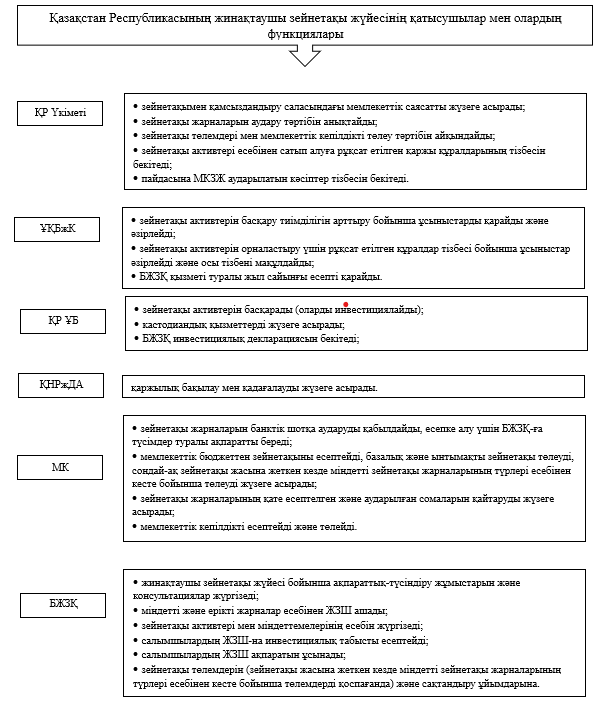 Қазақстан Республикасының жинақтаушы зейнетақы жүйесінің қатысушылар мен олардың
функциялары
ҚР Үкіметі
• зейнетақымен қамсыздандыру саласындағы мемлекеттік саясатты жүзеге асырады;
• зейнетақы жарналарын аудару тәртібін анықтайды;
• зейнетақы төлемдері мен мемлекеттік кепілдікті төлеу тәртібін айқындайды;
• зейнетақы активтері есебінен сатып алуға рұқсат етілген қаржы құралдарының тізбесін
бекітеді;
• пайдасына МКЗЖ аударылатын кәсіптер тізбесін бекітеді.
ҰҚБжК
• зейнетақы активтерін басқару тиімділігін арттыру бойынша ұсыныстарды қарайды және
әзірлейді;
• зейнетақы активтерін орналастыру үшін рұқсат етілген құралдар тізбесі бойынша ұсыныстар
әзірлейді және осы тізбені мақұлдайды;
• БЖЗҚ қызметі туралы жыл сайынғы есепті қарайды.
ҚР ҰБ
• зейнетақы активтерін басқарады (оларды инвестициялайды);
• кастодиандық қызметтерді жүзеге асырады;
• БЖЗҚ инвестициялық декларациясын бекітеді;
ҚНРжДА
қаржылық бақылау мен қадағалауды жүзеге асырады.
МК
• зейнетақы жарналарын банктік шотқа аударуды қабылдайды, есепке алу үшін БЖЗҚ-ға
түсімдер туралы ақпаратты береді;
• мемлекеттік бюджеттен зейнетақыны есептейді, базалық және ынтымақты зейнетақы төлеуді,
сондай-ақ зейнетақы жасына жеткен кезде міндетті зейнетақы жарналарының түрлері есебінен
кесте бойынша төлеуді жүзеге асырады;
• зейнетақы жарналарының қате есептелген және аударылған сомаларын қайтаруды жүзеге
асырады;
• мемлекеттік кепілдікті есептейді және төлейді.
БЖЗҚ
• жинақтаушы зейнетақы жүйесі бойынша ақпараттық-түсіндіру жұмыстарын және
консультациялар жүргізеді;
• міндетті және ерікті жарналар есебінен ЖЗШ ашады;
• зейнетақы активтері мен міндеттемелерінің есебін жүргізеді;
• салымшылардың ЖЗШ-на инвестициялық табысты есептейді;
• салымшылардың ЖЗШ ақпаратын ұсынады;
• зейнетақы төлемдерін (зейнетақы жасына жеткен кезде міндетті зейнетақы жарналарының
түрлері есебінен кесте бойынша төлемдерді қоспағанда) және сақтандыру ұйымдарына.